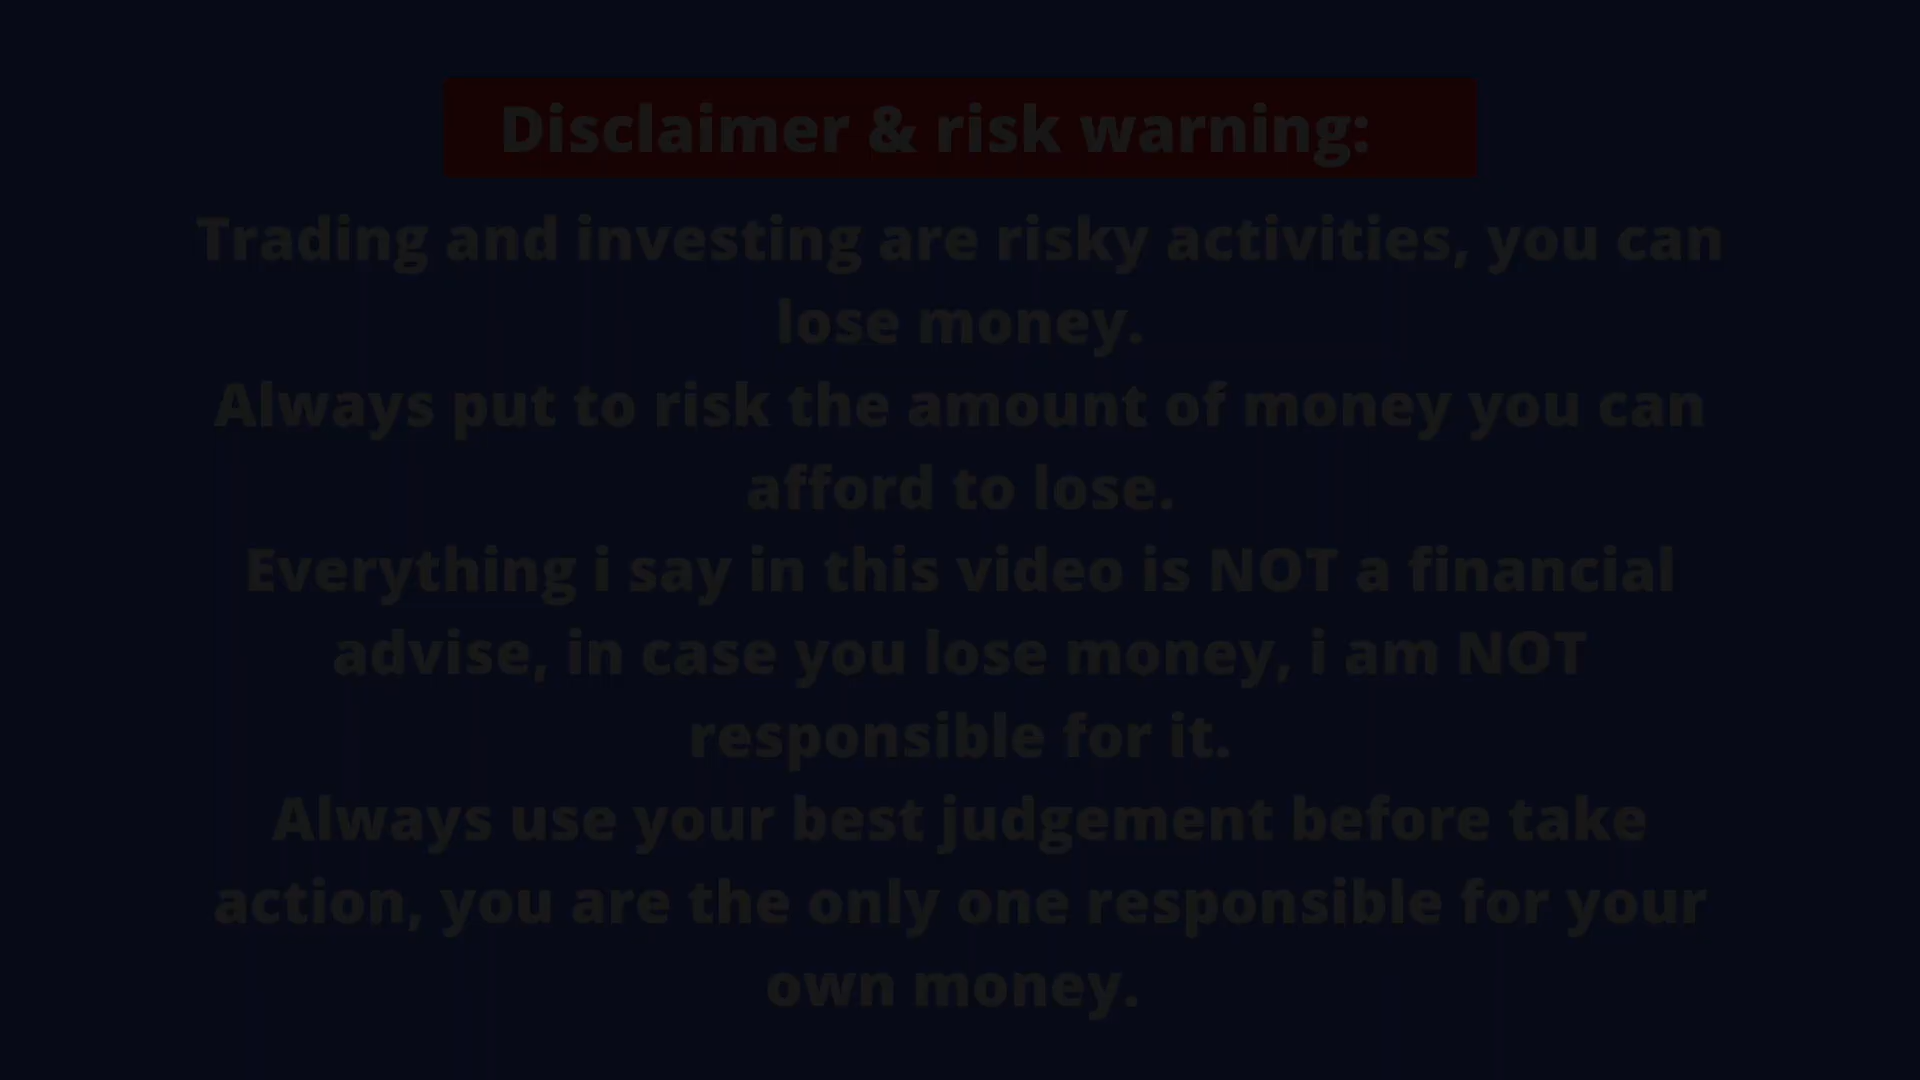 Disclaimer & risk warning:
Trading and investing are risky activities, you can
lose money.
Always put to risk the amount of money you can
afford to lose.
Everything i say in this video is NOT a financial
advise, in case you lose money, i am NOT
responsible for it.
Always use your best judgement before take
action, you are the only one responsible for your
own money.